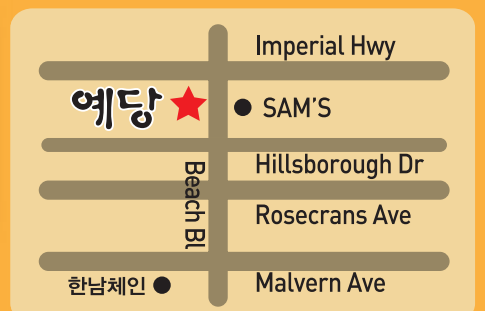 Imperial Hwy
예당
SAM'S
Hillsborough Dr
Beach Bl
Rosecrans Ave
한남체인
Malvern Ave